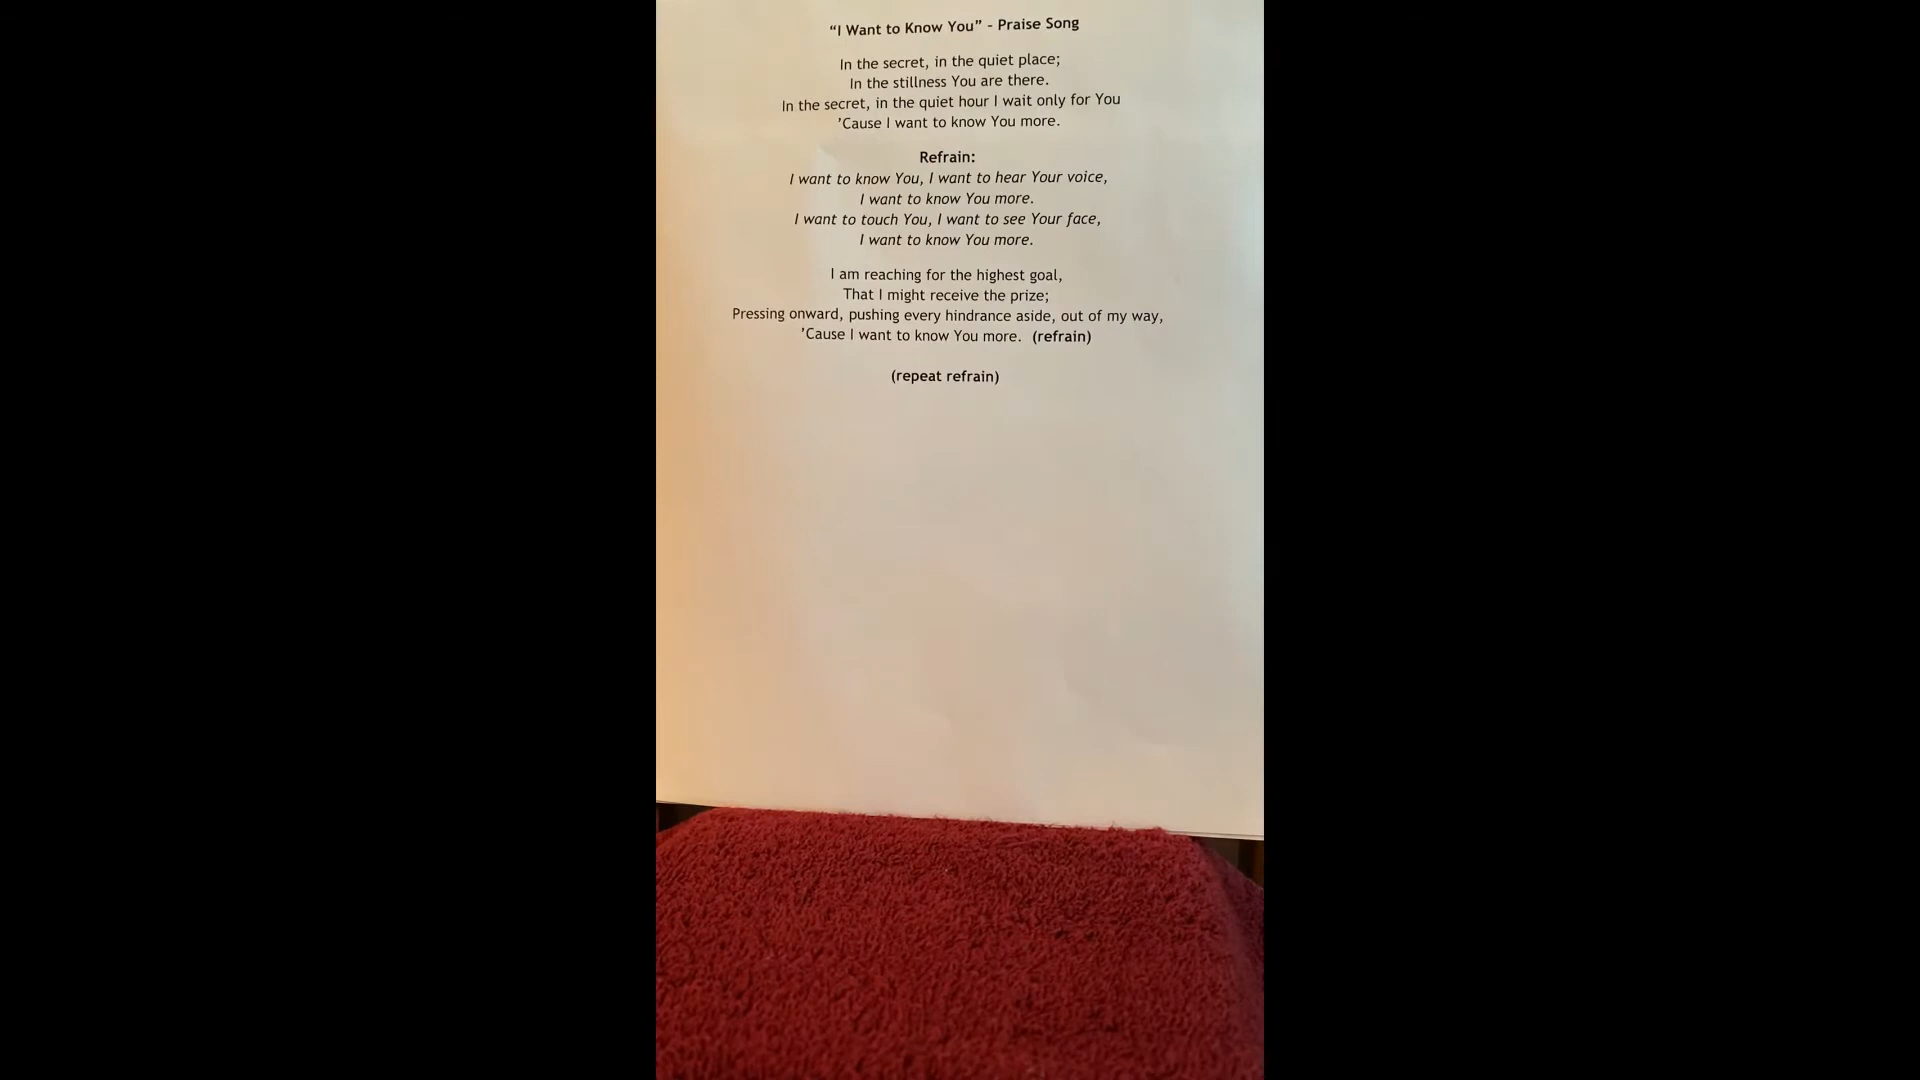 “I Want to Know You” – Praise Song
In the secret, in the quiet place;
In the stillness You are there.
In the secret, in the quiet hour I wait only for You
’Cause I want to know You more.
Refrain:
I want to know You, I want to hear Your voice,
I want to know You more.
I want to touch You, I want to see Your face,
I want to know You more.
I am reaching for the highest goal,
That I might receive the prize;
Pressing onward, pushing every hindrance aside, out of my way,
’Cause I want to know You more. (refrain)
(repeat refrain)